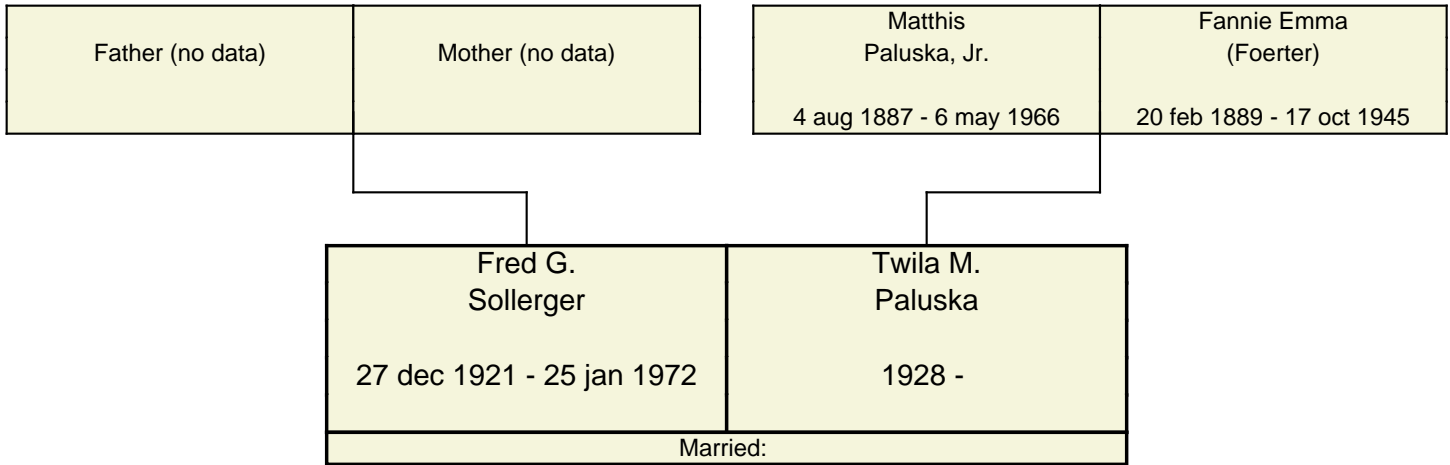 Father (no data)
Mother (no data)
Matthis
Paluska, Jr.
4 aug 1887 - 6 may 1966
Fannie Emma
(Foerter)
20 feb 1889 - 17 oct 1945
Fred G.
Sollerger
27 dec 1921 - 25 jan 1972
Twila M.
Paluska
1928 -
Married: